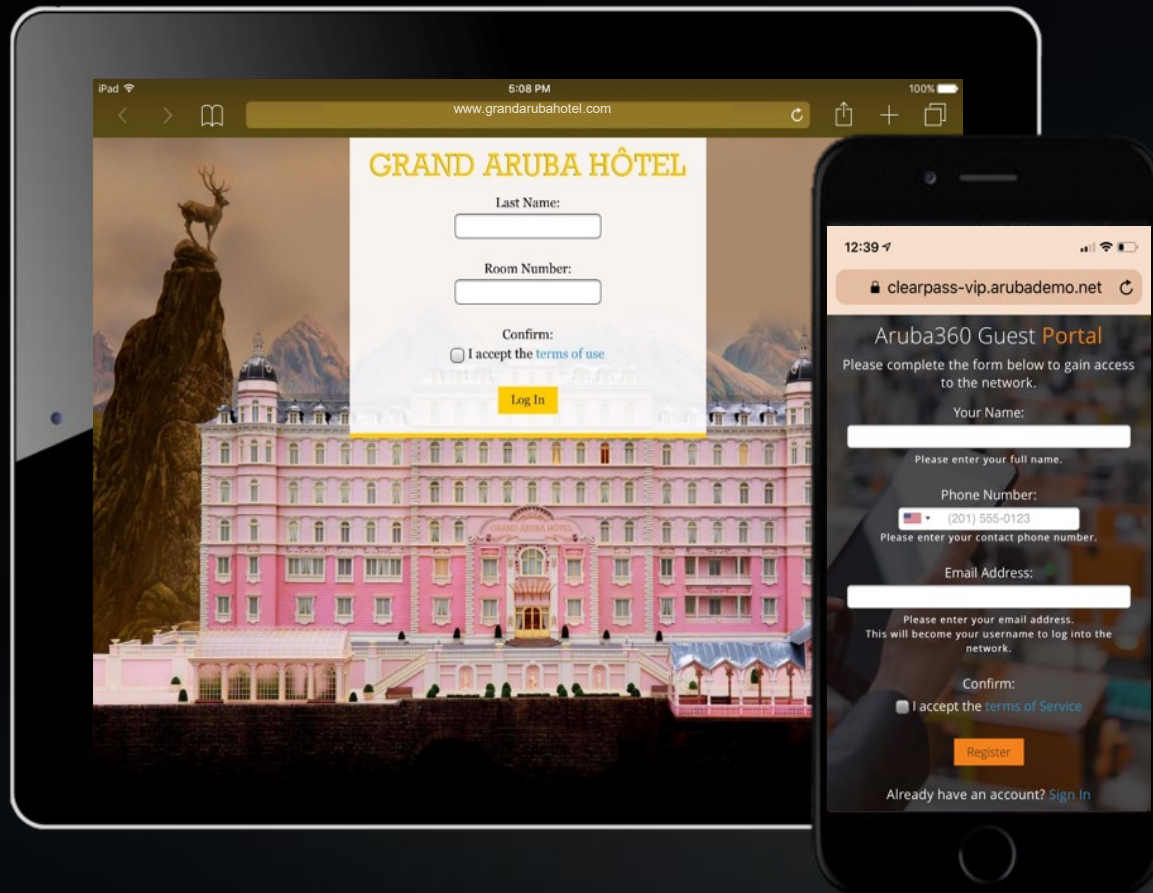 iPad
5:08 PM
100%
www.grandarubahotel.com
GRAND ARUBA HÔTEL
Last Name:
Room Number:
Confirm:
I accept the terms of use
Log In
GRAND ARUBA HOTEL
12:39
clearpass-vip.arubademo.net
Aruba360 Guest Portal
Please complete the form below to gain access
to the network.
Your Name:
Please enter your full name.
Phone Number:
(201) 555-0123
Please enter your contact phone number.
Email Address:
Please enter your email address.
This will become your username to log into the
network.
Confirm:
I accept the terms of Service
Register
Already have an account? Sign In